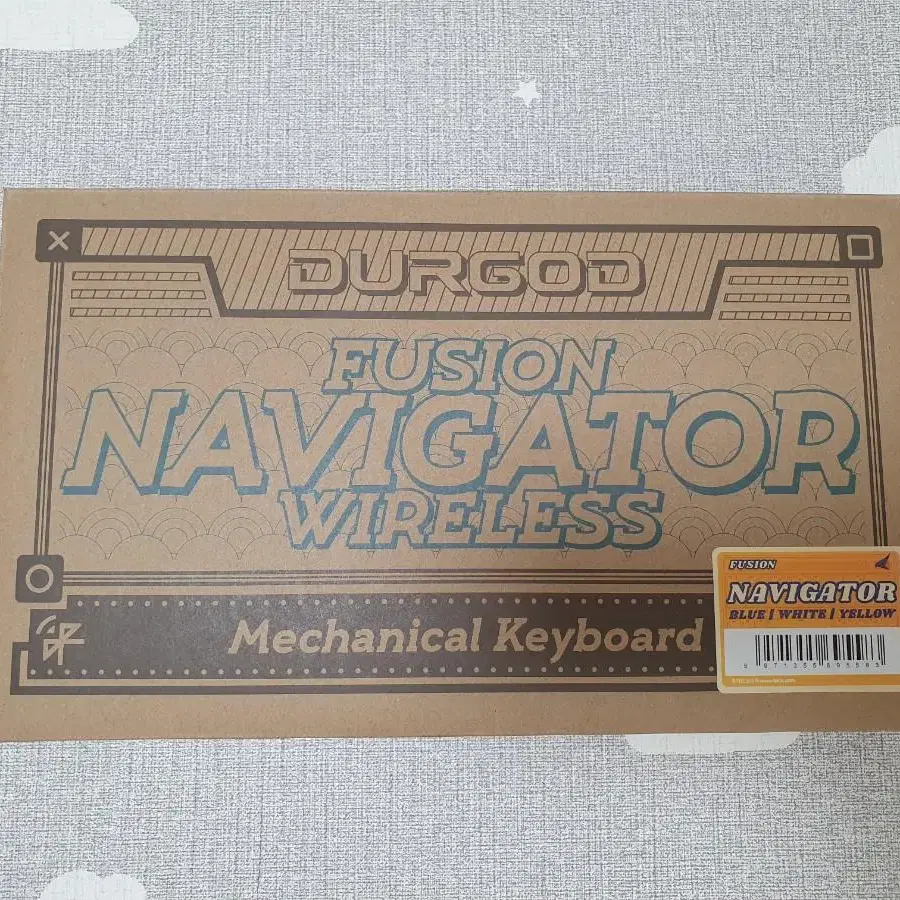 DURGOD
FUSION
NAVIGATOR
WIRELESS
Mechanical Keyboard
FUSION
NAVIGATOR
BLUE | WHITE | YELLOW